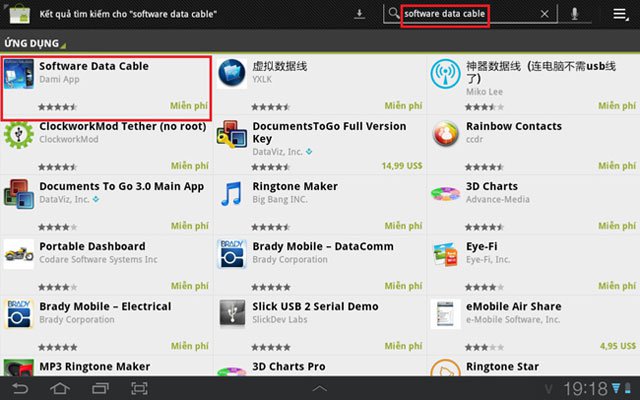 Kết quả tìm kiếm cho "software data cable"
software data cable
ỨNG DỤNG
Software Data Cable
Dami App
Miễn phí
虚拟数据线
YXLK
Miễn phí
神器数据线（连电脑不需usb线
了)
Miko Lee
Miễn phí
ClockworkMod Tether (no root)
ClockworkMod
Miễn phí
DocumentsToGo Full Version
Key
DataViz, Inc.
14,99 US$
Rainbow Contacts
ccdr
Miễn phí
Documents To Go 3.0 Main App
DataViz, Inc.
Miễn phí
Ringtone Maker
Big Bang INC.
Miễn phí
3D Charts
Advance-Media
Miễn phí
Portable Dashboard
Codare Software Systems Inc
Miễn phí
BRADY
Brady Mobile – DataComm
Brady Corporation
Miễn phí
Eye-Fi
Eye-Fi, Inc.
Miễn phí
BRADY
Brady Mobile – Electrical
Brady Corporation
Miễn phí
Slick USB 2 Serial Demo
SlickDev Labs
Miễn phí
eMobile Air Share
e-Mobile Software, Inc.
4,95 US$
MP3 Ringtone Maker
BRADY
3D Charts Pro
Ringtone Star
19:18